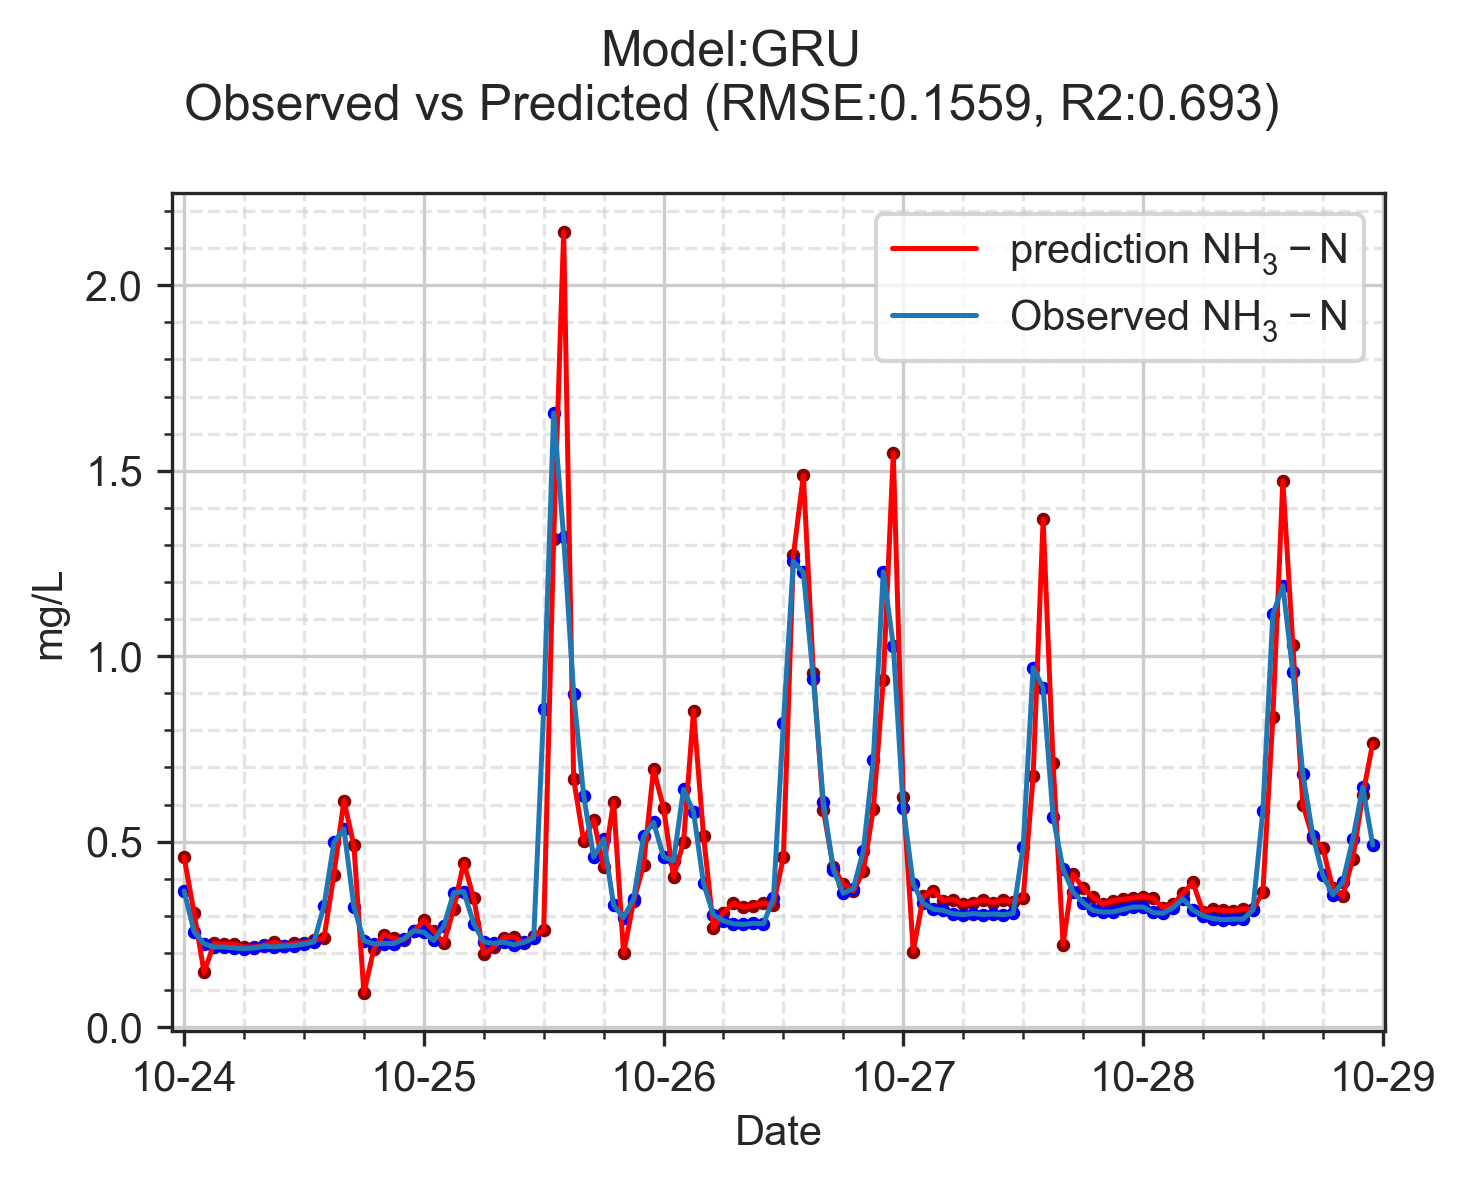 Model:GRU
Observed vs Predicted (RMSE:0.1559, R2:0.693)
prediction NH₃ − N
Observed NH₃ − N
2.0
1.5
1.0
0.5
0.0
mg/L
10-24 10-25 10-26 10-27 10-28 10-29
Date